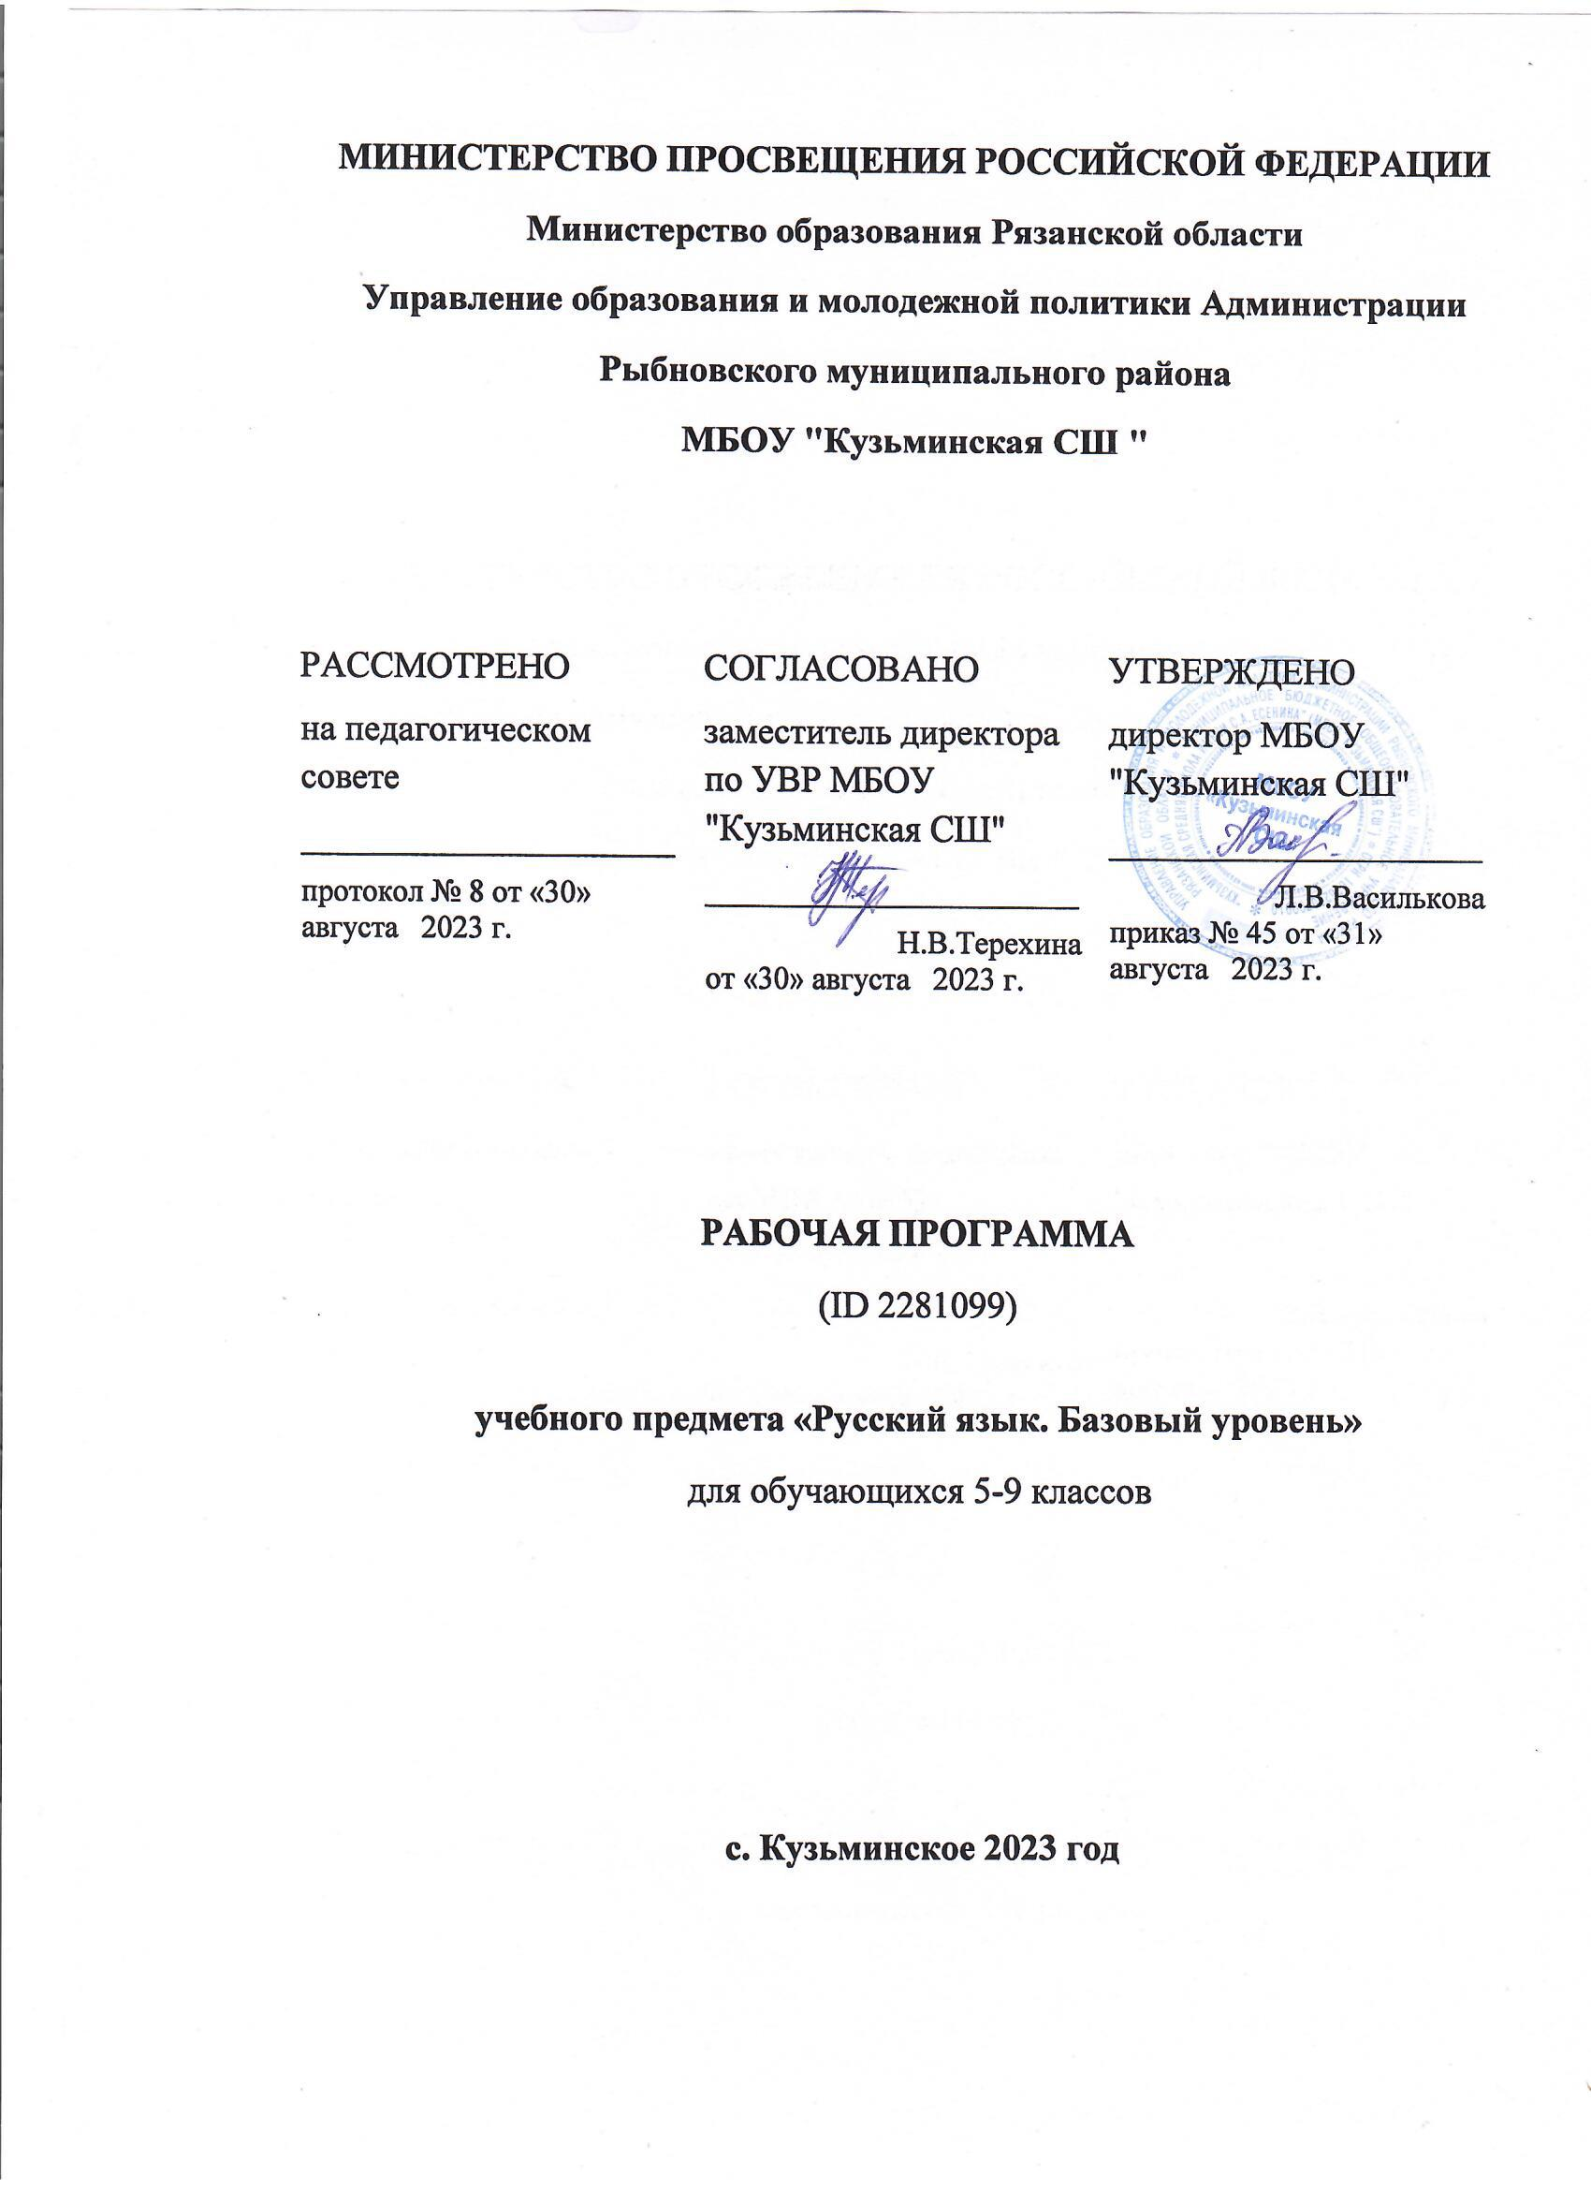 МИНИСТЕРСТВО ПРОСВЕЩЕНИЯ РОССИЙСКОЙ ФЕДЕРАЦИИ
Министерство образования Рязанской области
Управление образования и молодежной политики Администрации
Рыбновского муниципального района
МБОУ "Кузьминская СШ "
РАССМОТРЕНО
на педагогическом
совете
протокол № 8 от «30»
августа 2023 г.
СОГЛАСОВАНО
заместитель директора
по УВР МБОУ
"Кузьминская СШ"
Н.В.Терехина
от «30» августа 2023 г.
УТВЕРЖДЕНО
директор МБОУ
"Кузьминская СШ"
Л.В.Василькова
приказ № 45 от «31»
августа 2023 г.
РАБОЧАЯ ПРОГРАММА
(ID 2281099)
учебного предмета «Русский язык. Базовый уровень»
для обучающихся 5-9 классов
с. Кузьминское 2023 год